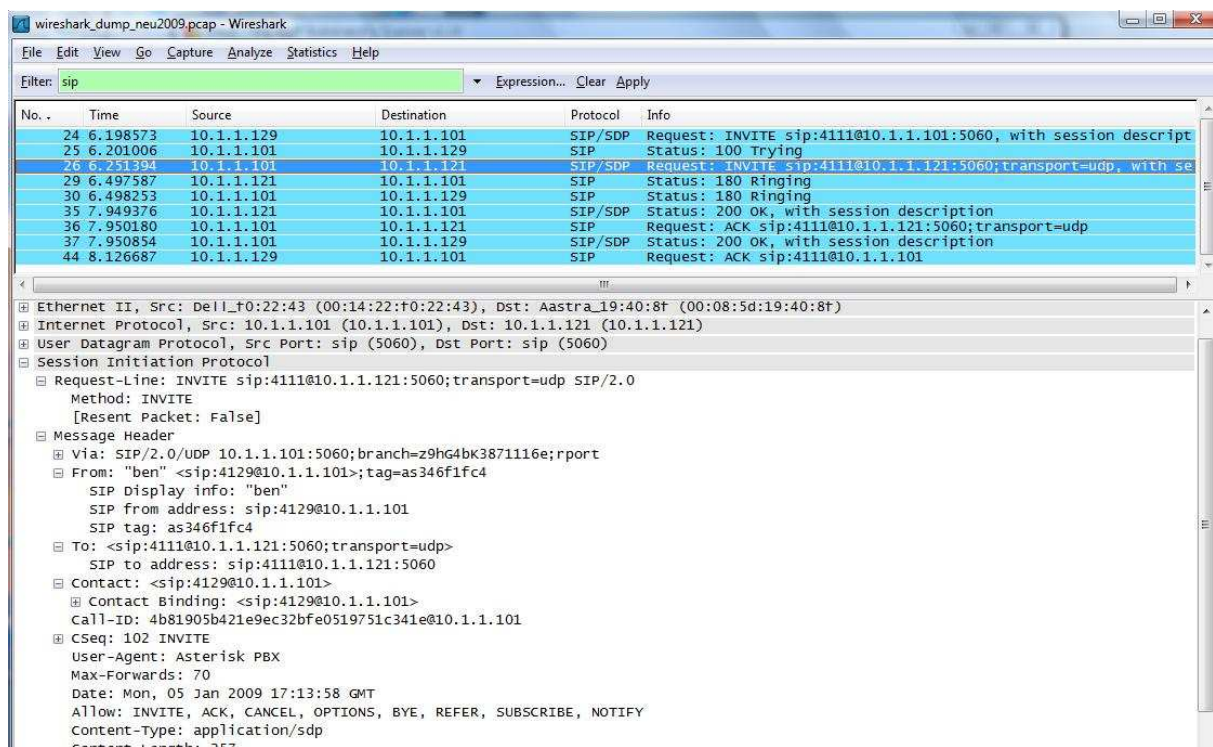 wireshark_dump_neu2009.pcap - Wireshark
File Edit View Go Capture Analyze Statistics Help
Filter: sip Expression... Clear Apply
No. . Time Source Destination Protocol Info
24 6.198573 10.1.1.129 10.1.1.101 SIP/SDP Request: INVITE sip:4111@10.1.1.101:5060, with session descript
25 6.201006 10.1.1.101 10.1.1.129 SIP Status: 100 Trying
26 6.251394 10.1.1.101 10.1.1.121 SIP/SDP Request: INVITE sip:4111@10.1.1.121:5060;transport=udp, with se
29 6.497587 10.1.1.121 10.1.1.101 SIP Status: 180 Ringing
30 6.498253 10.1.1.101 10.1.1.129 SIP Status: 180 Ringing
35 7.949376 10.1.1.121 10.1.1.101 SIP/SDP Status: 200 OK, with session description
36 7.950180 10.1.1.101 10.1.1.121 SIP Request: ACK sip:4111@10.1.1.121:5060;transport=udp
37 7.950854 10.1.1.101 10.1.1.129 SIP/SDP Status: 200 OK, with session description
44 8.126687 10.1.1.129 10.1.1.101 SIP Request: ACK sip:4111@10.1.1.101
Ethernet II, Src: Dell_f0:22:43 (00:14:22:f0:22:43), Dst: Aastra_19:40:8f (00:08:5d:19:40:8f)
Internet Protocol, Src: 10.1.1.101 (10.1.1.101), Dst: 10.1.1.121 (10.1.1.121)
User Datagram Protocol, Src Port: sip (5060), Dst Port: sip (5060)
Session Initiation Protocol
Request-Line: INVITE sip:4111@10.1.1.121:5060;transport=udp SIP/2.0
Method: INVITE
[Resent Packet: False]
Message Header
Via: SIP/2.0/UDP 10.1.1.101:5060;branch=z9hG4bK3871116e;rport
From: "ben" <sip:4129@10.1.1.101>;tag=as346f1fc4
SIP Display info: "ben"
SIP from address: sip:4129@10.1.1.101
SIP tag: as346f1fc4
To: <sip:4111@10.1.1.121:5060;transport=udp>
SIP to address: sip:4111@10.1.1.121:5060
Contact: <sip:4129@10.1.1.101>
Contact Binding: <sip:4129@10.1.1.101>
Call-ID: 4b81905b421e9ec32bfe0519751c341e@10.1.1.101
CSeq: 102 INVITE
User-Agent: Asterisk PBX
Max-Forwards: 70
Date: Mon, 05 Jan 2009 17:13:58 GMT
Allow: INVITE, ACK, CANCEL, OPTIONS, BYE, REFER, SUBSCRIBE, NOTIFY
Content-Type: application/sdp
Content-Length: 257